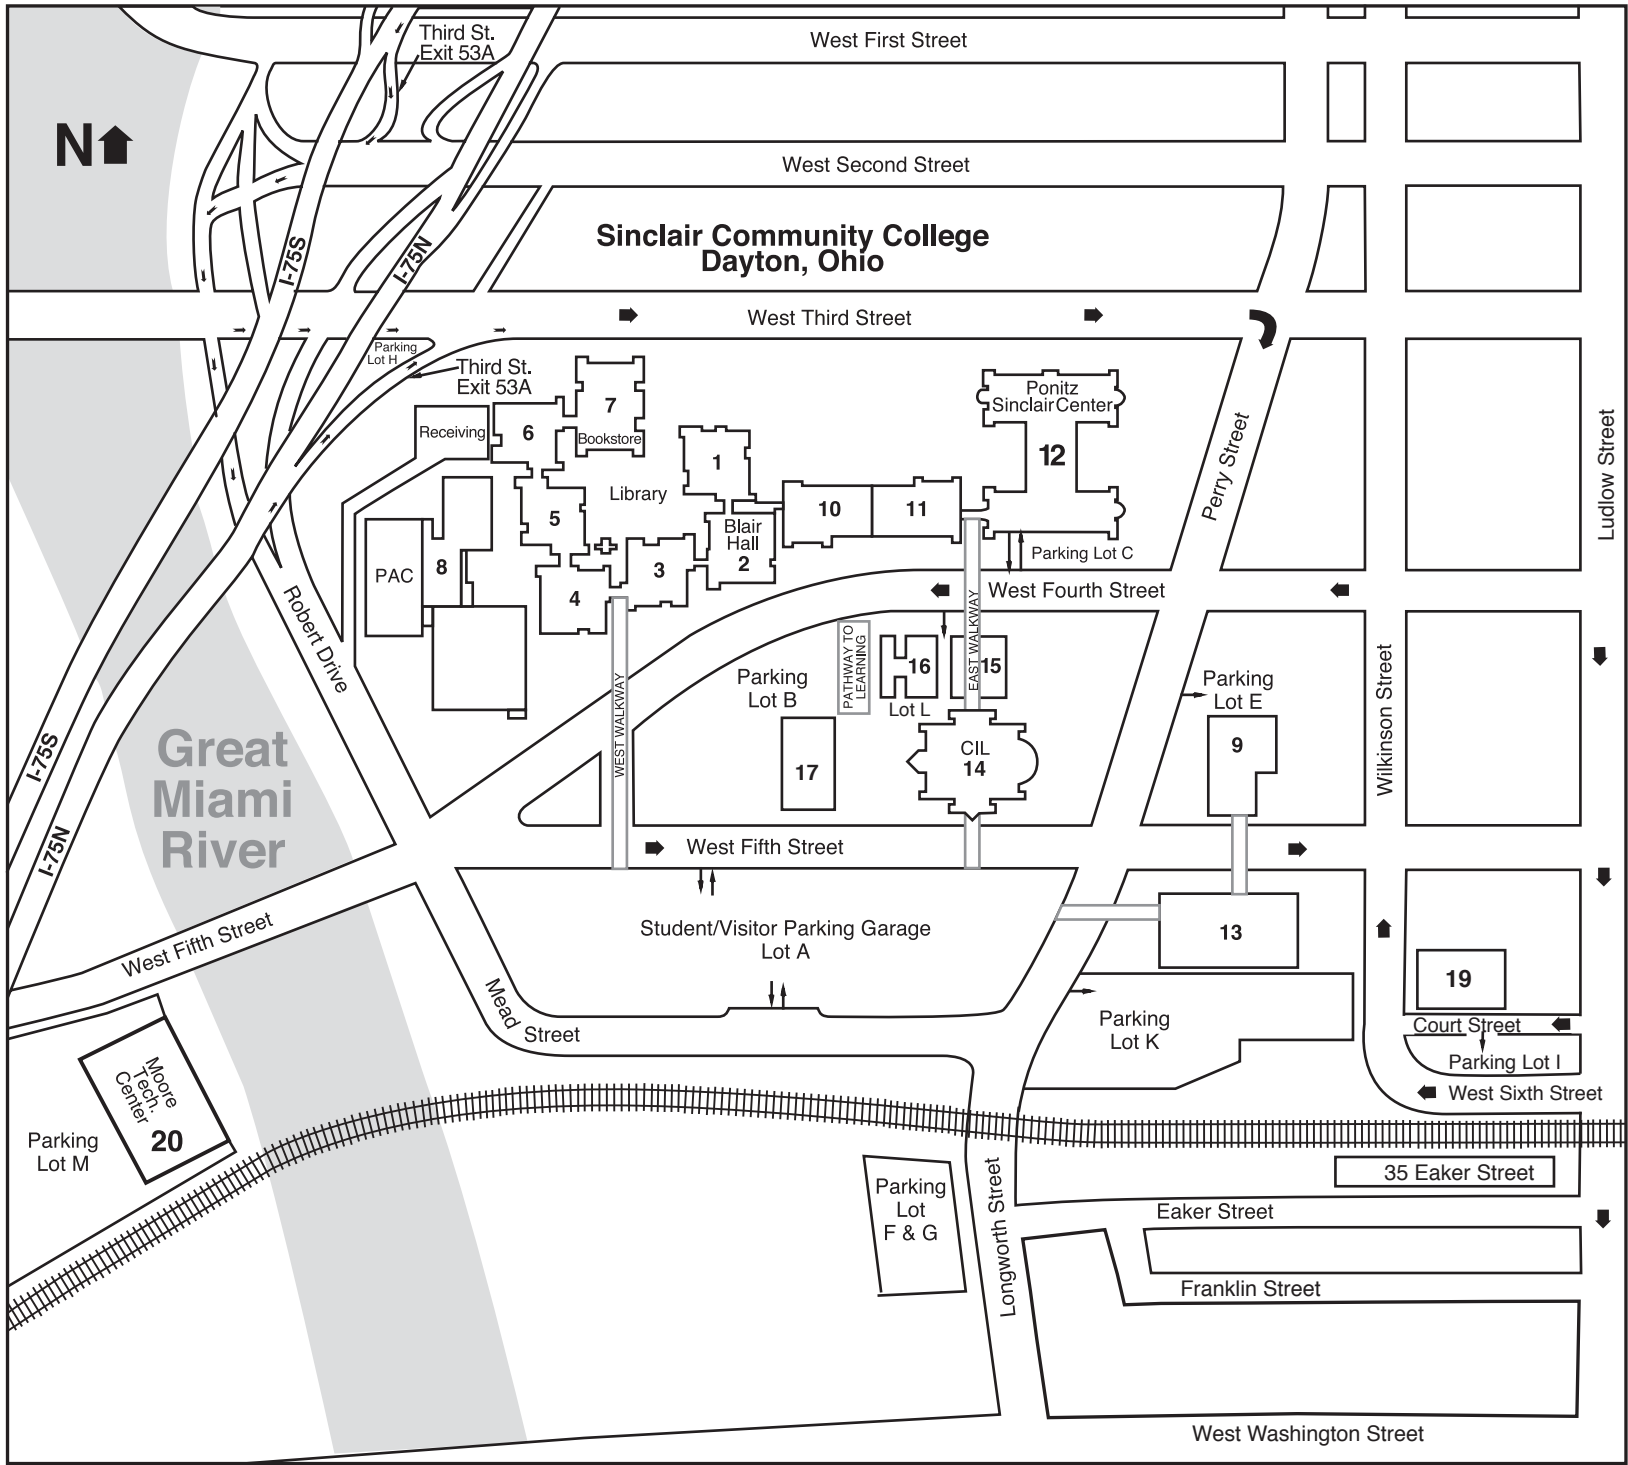 Third St.
Exit 53A
West First Street
N
West Second Street
Sinclair Community College
Dayton, Ohio
I-75S
I-75N
West Third Street
Parking
Lot H
Third St.
Exit 53A
7
Bookstore
6
Receiving
1
Library
5
Blair
Hall
2
10
11
Ponitz
Sinclair Center
12
Perry Street
Ludlow Street
Parking Lot C
PAC
8
3
4
West Fourth Street
Robert Drive
WEST WALKWAY
EAST WALKWAY
PATHWAY TO
LEARNING
16
15
Lot L
Parking
Lot B
17
CIL
14
Parking
Lot E
9
Wilkinson Street
I-75S
I-75N
Great
Miami
River
West Fifth Street
West Fifth Street
Student/Visitor Parking Garage
Lot A
13
19
Mead Street
Parking
Lot K
Court Street
Parking Lot I
West Sixth Street
Moore
Tech.
Center
20
Parking
Lot M
35 Eaker Street
Parking
Lot
F & G
Longworth Street
Eaker Street
Franklin Street
West Washington Street